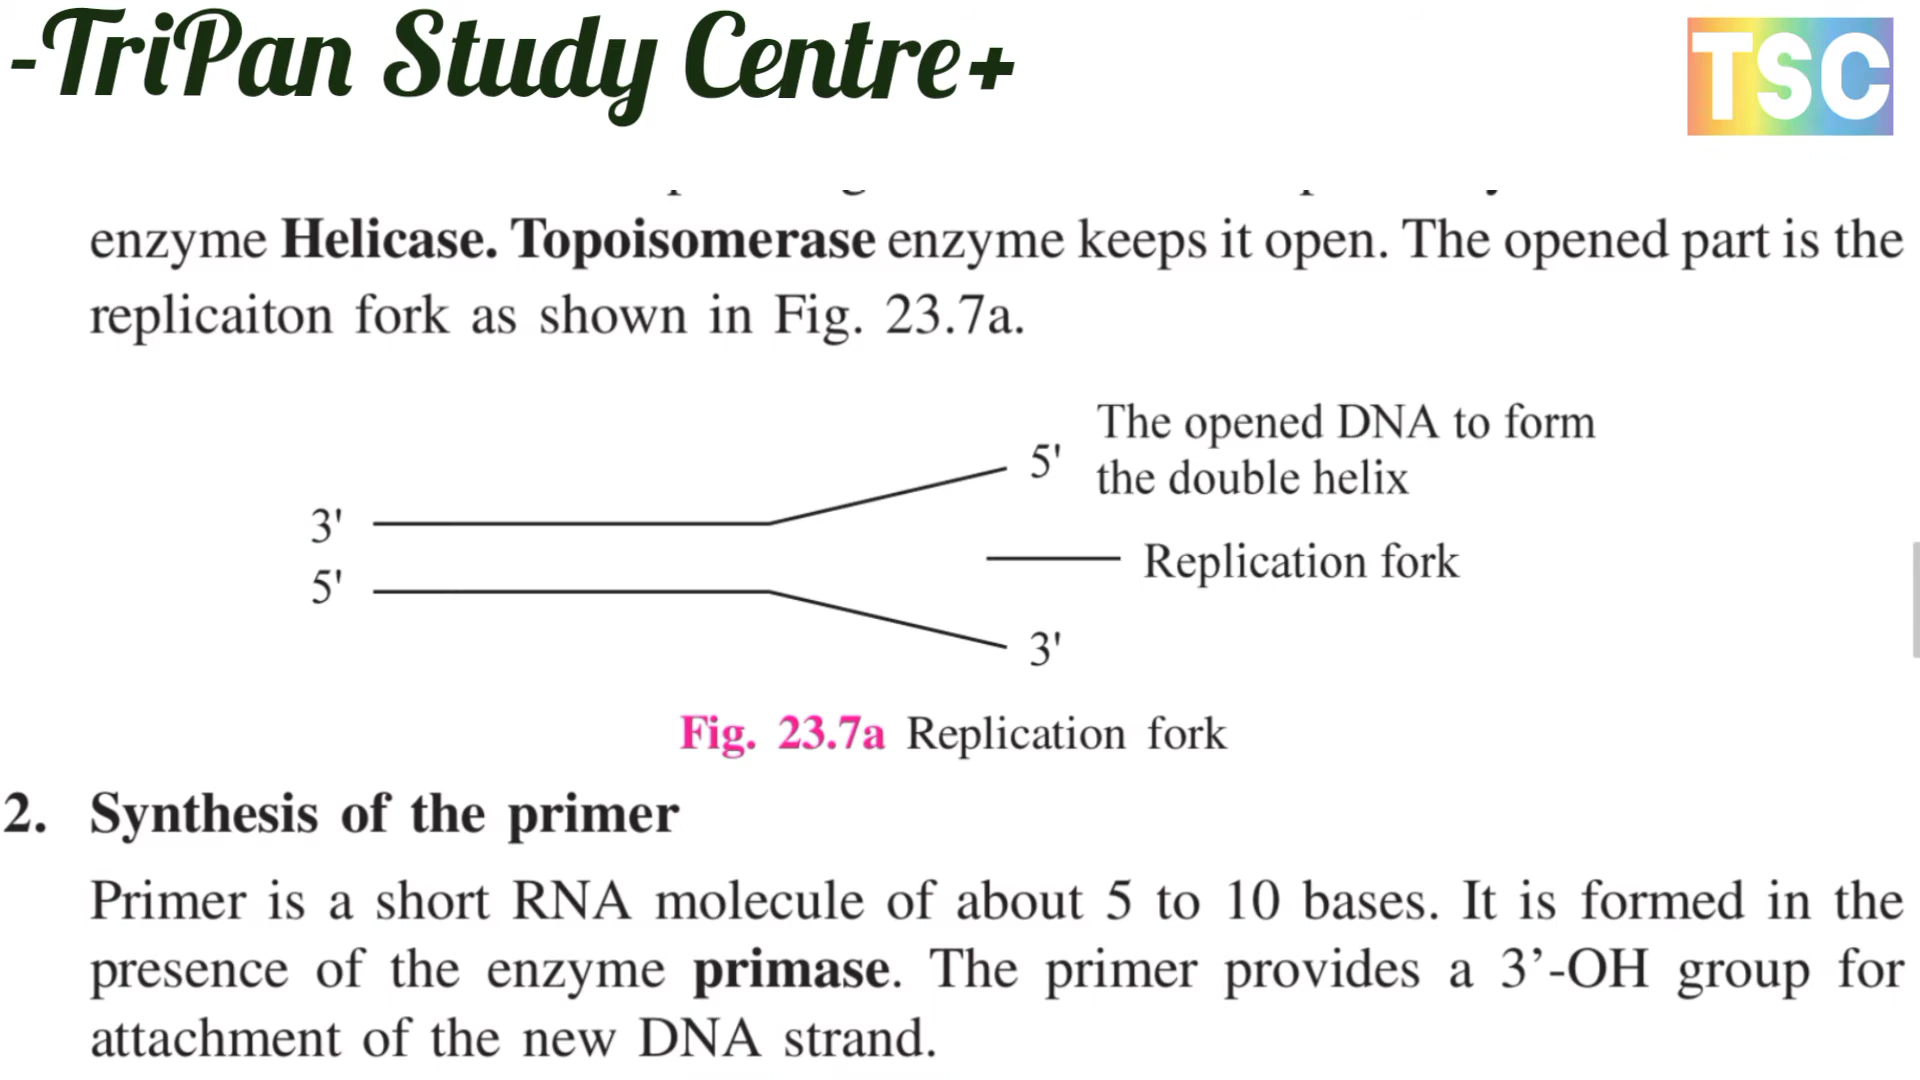 -TriPan Study Centre+
TSC
enzyme Helicase. Topoisomerase enzyme keeps it open. The opened part is the
replicaiton fork as shown in Fig. 23.7a.
The opened DNA to form
5' the double helix
3'
Replication fork
5'
3'
Fig. 23.7a Replication fork
2. Synthesis of the primer
Primer is a short RNA molecule of about 5 to 10 bases. It is formed in the
presence of the enzyme primase. The primer provides a 3’-OH group for
attachment of the new DNA strand.